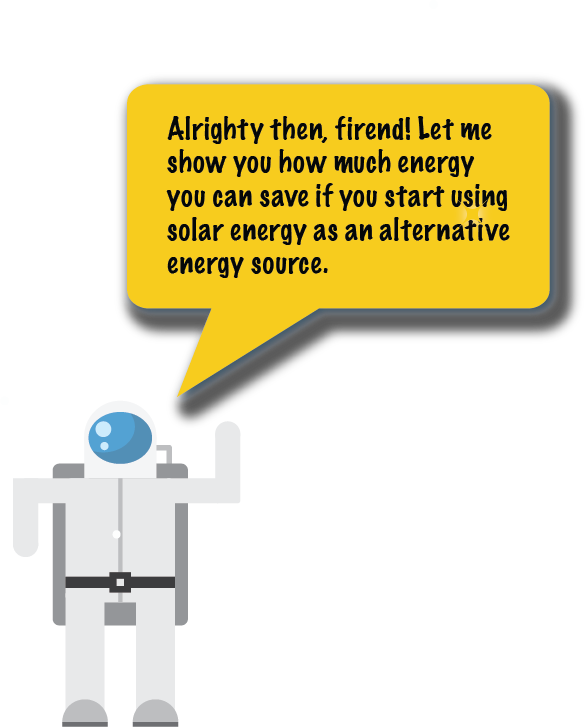 Alrighty then, firend! Let me
show you how much energy
you can save if you start using
solar energy as an alternative
energy source.